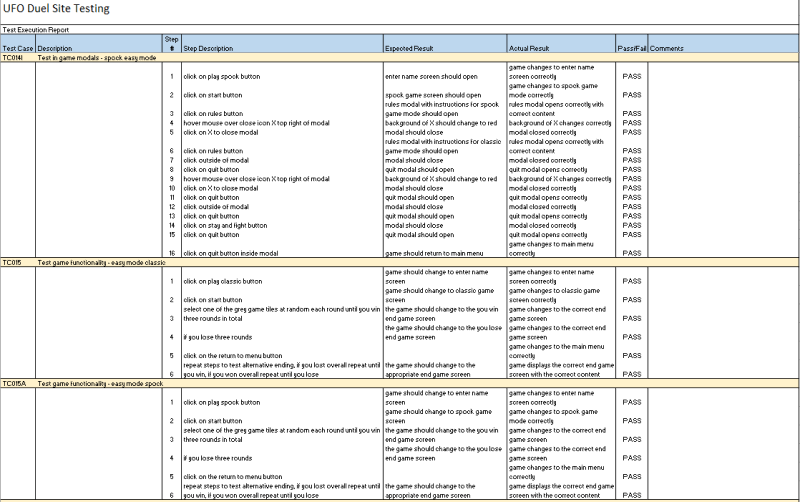 UFO Duel Site Testing
Test Execution Report
Test Case Description Step # Step Description Expected Result Actual Result Pass/Fail Comments
TC014I Test in game modals - spook easy mode
1 click on play spook button enter name screen should open game changes to enter name screen correctly PASS
2 click on start button spook game screen should open game changes to spook game mode correctly PASS
3 click on rules button rules modal with instructions for spook game mode should open rules modal opens correctly with correct content PASS
4 hover mouse over close icon X top right of modal background of X should change to red background of X changes correctly PASS
5 click on X to close modal modal should close modal closed correctly PASS
6 click on rules button rules modal with instructions for classic game mode should open rules modal opens correctly with correct content PASS
7 click outside of modal modal should close modal closed correctly PASS
8 click on quit button quit modal should open quit modal opens correctly PASS
9 hover mouse over close icon X top right of modal background of X should change to red background of X changes correctly PASS
10 click on X to close modal modal should close modal closed correctly PASS
11 click on quit button quit modal should open quit modal opens correctly PASS
12 click outside of modal modal should close modal closed correctly PASS
13 click on quit button quit modal should open quit modal opens correctly PASS
14 click on stay and fight button modal should close modal closed correctly PASS
15 click on quit button quit modal should open quit modal opens correctly PASS
16 click on quit button inside modal game should return to main menu game changes to main menu correctly PASS
TC015 Test game functionality - easy mode classic
1 click on play classic button game should change to enter name screen game changes to enter name screen correctly PASS
2 click on start button game should change to classic game screen game changes to classic game screen correctly PASS
3 select one of the grey game tiles at random each round until you win three rounds in total the game should change to the you win end game screen game changes to the correct end game screen PASS
4 if you lose three rounds the game should change to the you lose end game screen game changes to the correct end game screen PASS
5 click on the return to menu button game changes to the main menu correctly PASS
6 repeat steps to test alternative ending, if you lost overall repeat until you win, if you won overall repeat until you lose the game should change to the appropriate end game screen game displays the correct end game screen with the correct content PASS
TC015A Test game functionality - easy mode spook
1 click on play spook button game should change to enter name screen game changes to enter name screen correctly PASS
2 click on start button game should change to spook game screen game changes to spook game mode correctly PASS
3 select one of the grey game tiles at random each round until you win three rounds in total the game should change to the you win end game screen game changes to the correct end game screen PASS
4 if you lose three rounds the game should change to the you lose end game screen game changes to the correct end game screen PASS
5 click on the return to menu button game changes to the main menu correctly PASS
6 repeat steps to test alternative ending, if you lost overall repeat until you win, if you won overall repeat until you lose the game should change to the appropriate end game screen game displays the correct end game screen with the correct content PASS